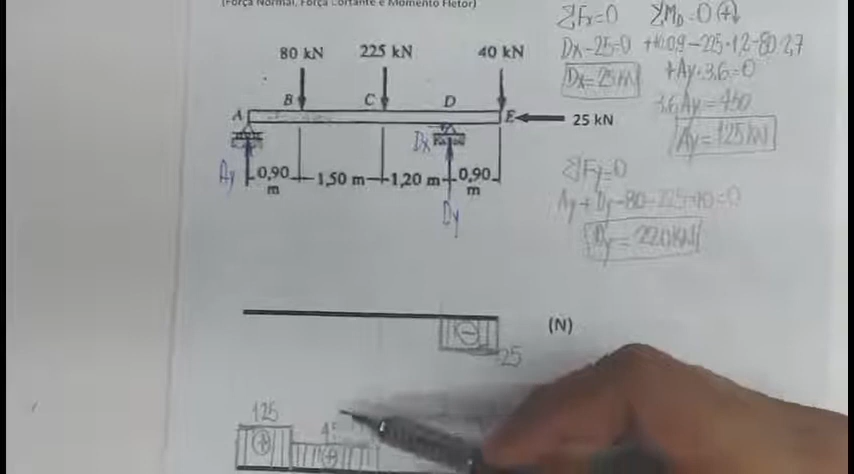 (Força Normal, Força Cortante e Momento Fletor)
80 kN 225 kN 40 kN
B C D
A E 25 kN
Dx
Ay 0,90 m 1,50 m 1,20 m 0,90 m
Dy
ΣFx=0 ΣMD=0 (+)
Dx-25=0 +40.0,9-225.1,2-80.2,7
Dx=25kN +Ay.3,6=0
3,6Ay=450
Ay=125kN
ΣFy=0
Ay+Dy-80-225-40=0
Dy=220kN
(N)
⊖
25
125
⊕ ⊕